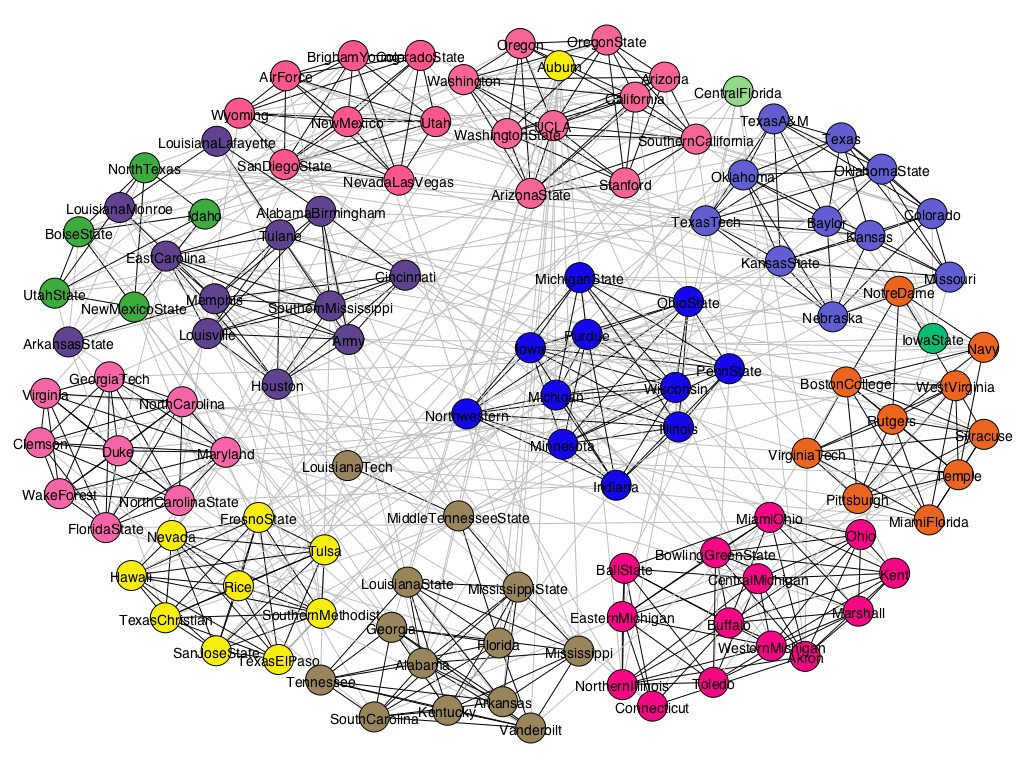 Oregon
OregonState
BrighamYoung
ColoradoState
Auburn
AirForce
Washington
Arizona
CentralFlorida
California
Wyoming
NewMexico
Utah
WashingtonState
UCLA
SouthernCalifornia
TexasA&M
Texas
LouisianaLafayette
NorthTexas
SanDiegoState
NevadaLasVegas
ArizonaState
Stanford
Oklahoma
OklahomaState
LouisianaMonroe
Idaho
AlabamaBirmingham
TexasTech
Baylor
Colorado
BoiseState
Tulane
Kansas
EastCarolina
KansasState
Cincinnati
MichiganState
Missouri
UtahState
NewMexicoState
Memphis
SouthernMississippi
OhioState
NotreDame
Nebraska
Louisville
Army
Purdue
Iowa
IowaState
Navy
ArkansasState
GeorgiaTech
Houston
PennState
Wisconsin
BostonCollege
WestVirginia
Virginia
NorthCarolina
Michigan
Northwestern
Illinois
Rutgers
Syracuse
Clemson
Duke
Maryland
Minnesota
VirginiaTech
LouisianaTech
Indiana
Temple
WakeForest
NorthCarolinaState
Pittsburgh
FloridaState
FresnoState
MiddleTennesseeState
MiamiOhio
MiamiFlorida
Nevada
Tulsa
BowlingGreenState
Ohio
Hawaii
Rice
LouisianaState
MississippiState
BallState
CentralMichigan
Kent
TexasChristian
SouthernMethodist
EasternMichigan
Buffalo
Marshall
Georgia
Florida
SanJoseState
TexasElPaso
Alabama
Mississippi
WesternMichigan
Akron
Tennessee
NorthernIllinois
Toledo
SouthCarolina
Kentucky
Arkansas
Connecticut
Vanderbilt